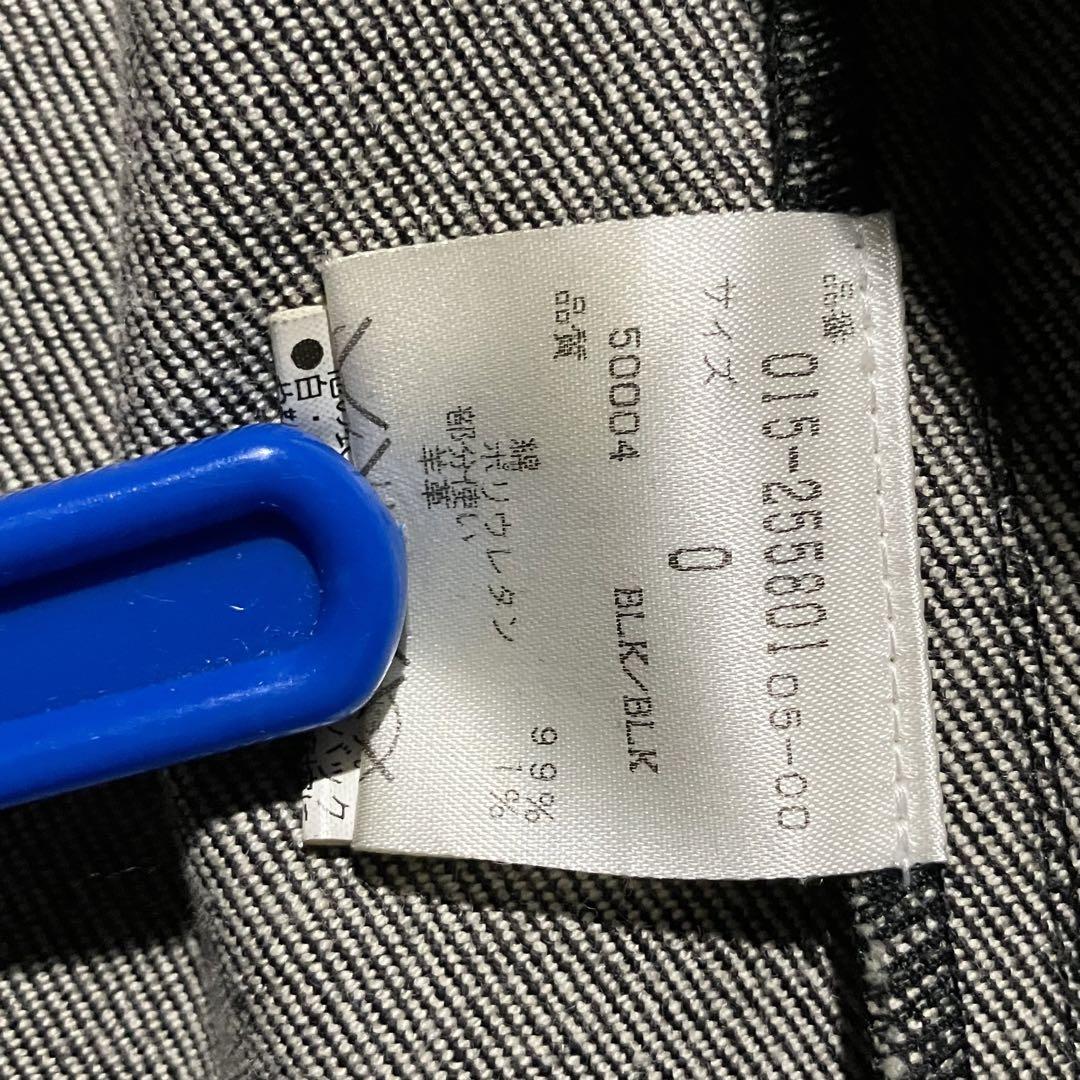 品番
015-255801 05-00
サイズ
0
50004 BLK/BLK
品質
綿 99%
ポリウレタン 1%
部分使い
羊革